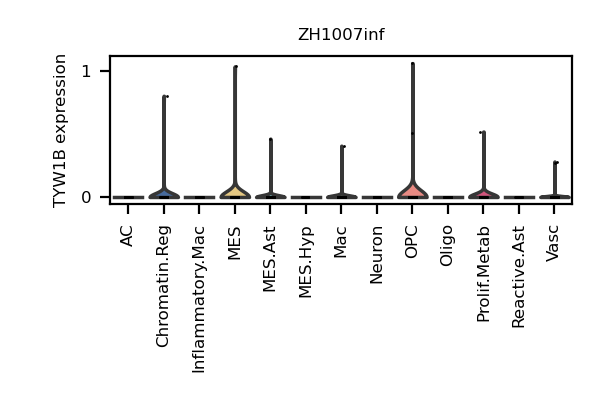 ZH1007inf
TYW1B expression
1
0
AC
Chromatin.Reg
Inflammatory.Mac
MES
MES.Ast
MES.Hyp
Mac
Neuron
OPC
Oligo
Prolif.Metab
Reactive.Ast
Vasc